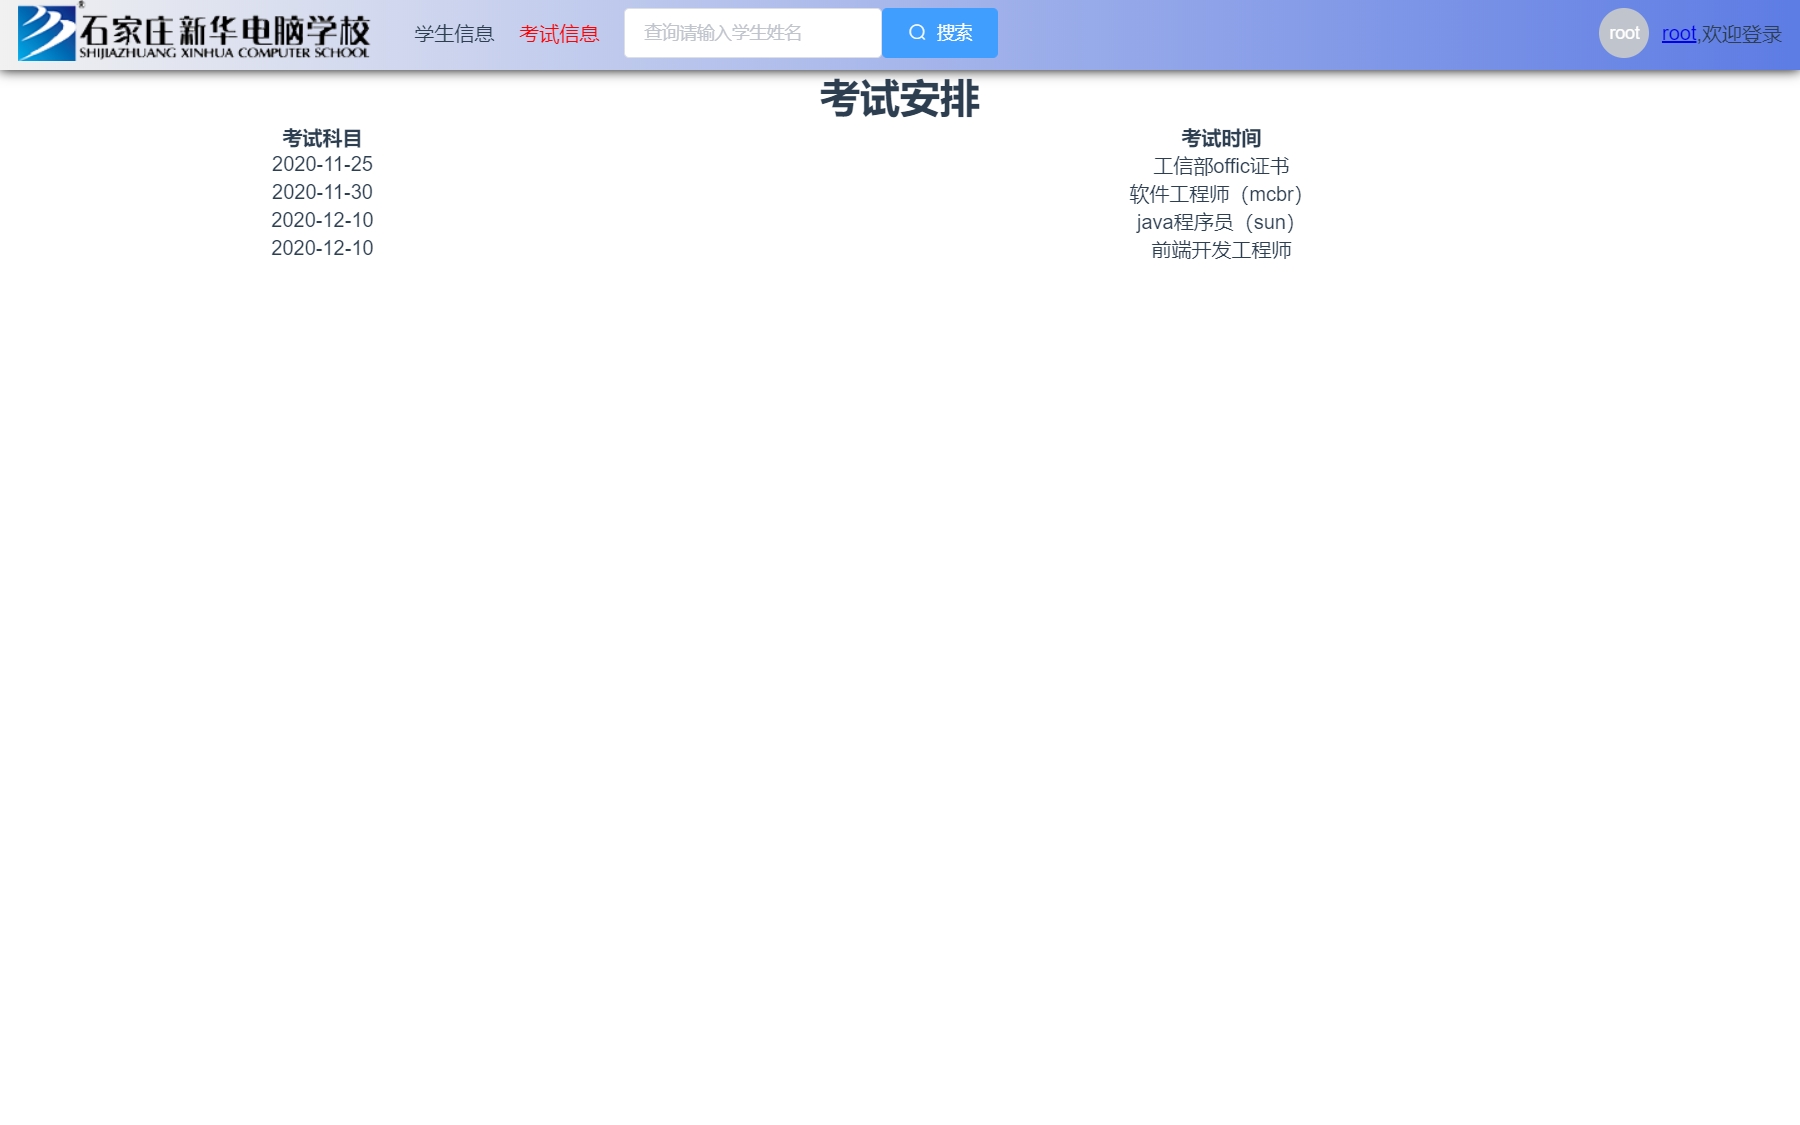 石家庄新华电脑学校®
SHIJIAZHUANG XINHUA COMPUTER SCHOOL
学生信息 考试信息 查询请输入学生姓名 搜索 root root,欢迎登录
考试安排
考试科目 考试时间
2020-11-25 工信部offic证书
2020-11-30 软件工程师（mcbr）
2020-12-10 java程序员（sun）
2020-12-10 前端开发工程师